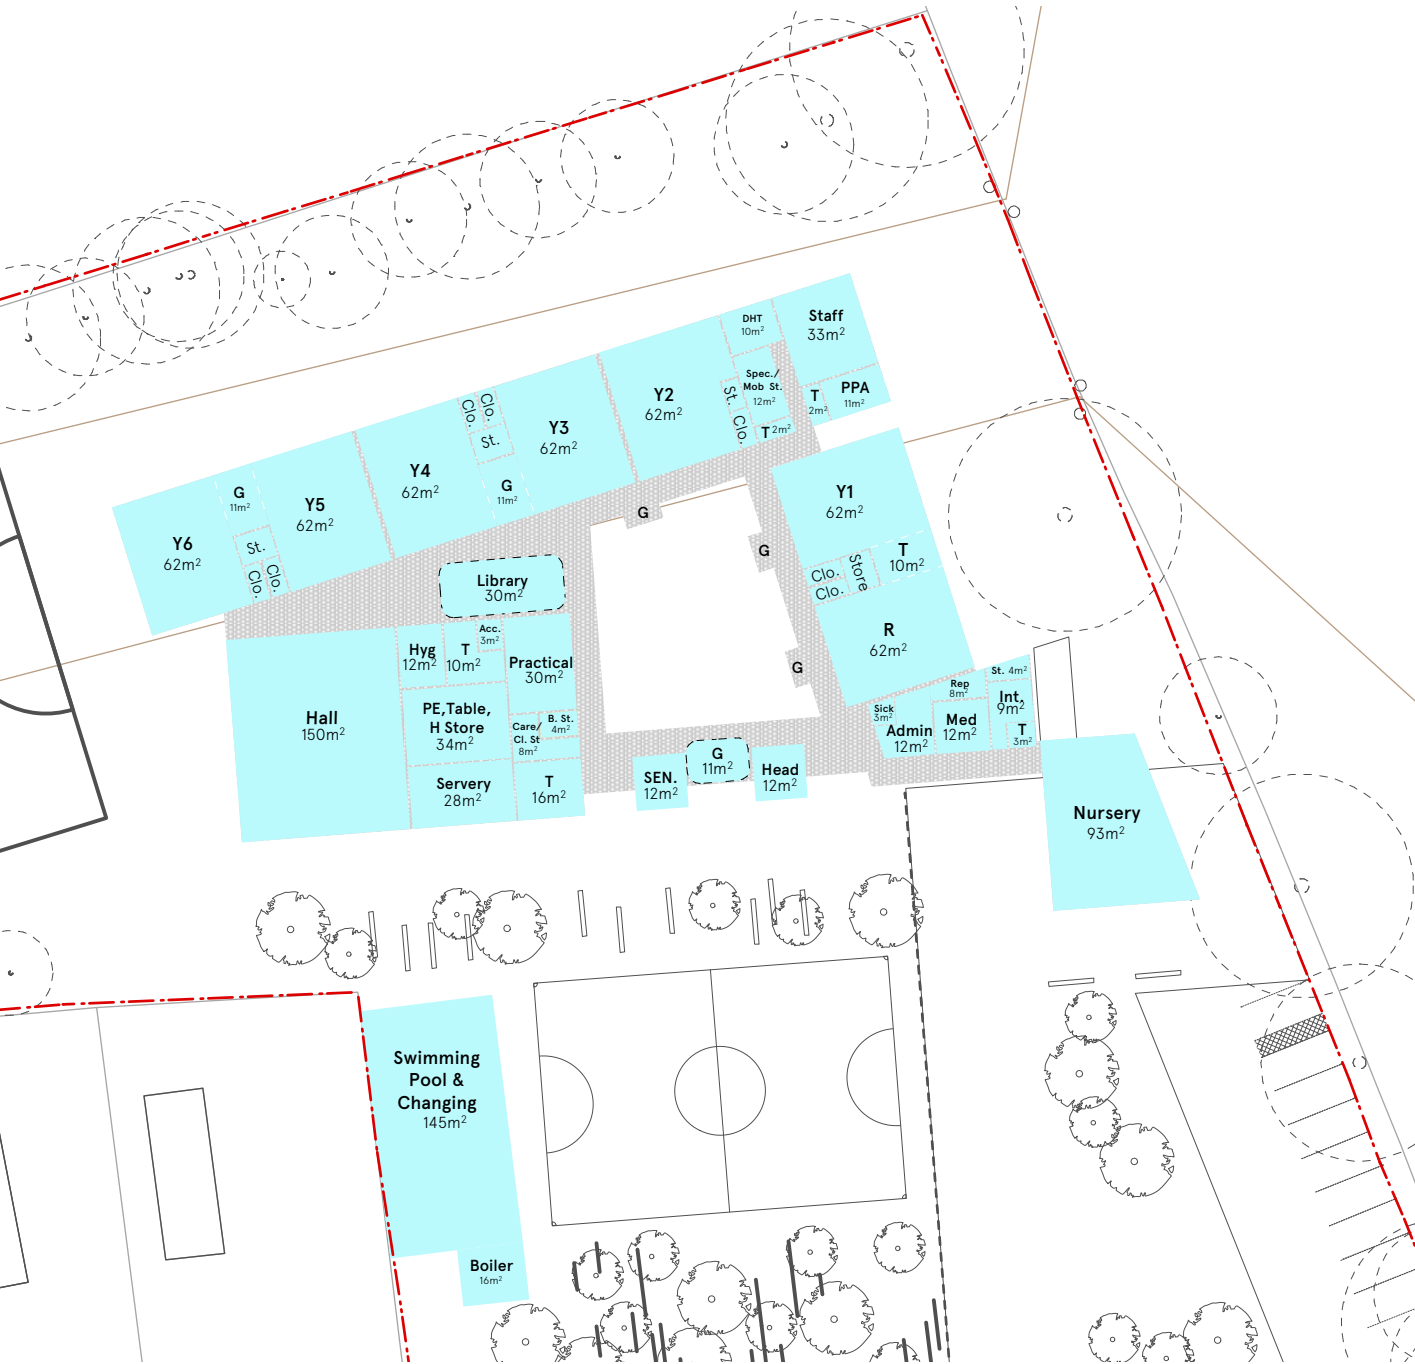 DHT
10m²
Staff
33m²
Spec./
Mob St.
12m²
T
2m²
PPA
11m²
St.
Clo.
T 2m²
Y2
62m²
Clo.
Clo.
St.
Y3
62m²
G
11m²
Y4
62m²
Y5
62m²
G
11m²
St.
Clo.
Clo.
Y6
62m²
G
G
G
Y1
62m²
T
10m²
Clo.
Clo.
Store
R
62m²
Library
30m²
Hyg
12m²
T
10m²
Acc.
3m²
Practical
30m²
Hall
150m²
PE,Table,
H Store
34m²
Care/
Cl. St
8m²
B. St.
4m²
Servery
28m²
T
16m²
SEN.
12m²
G
11m²
Head
12m²
Sick
3m²
Admin
12m²
Rep
8m²
Med
12m²
St. 4m²
Int,
9m²
T
3m²
Nursery
93m²
Swimming
Pool &
Changing
145m²
Boiler
16m²